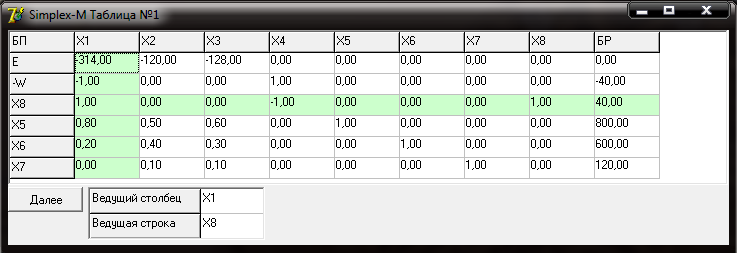 Simplex-M Таблица №1
БП X1 X2 X3 X4 X5 X6 X7 X8 БР
E -314,00 -120,00 -128,00 0,00 0,00 0,00 0,00 0,00 0,00
-W -1,00 0,00 0,00 1,00 0,00 0,00 0,00 0,00 -40,00
X8 1,00 0,00 0,00 -1,00 0,00 0,00 0,00 1,00 40,00
X5 0,80 0,50 0,60 0,00 1,00 0,00 0,00 0,00 800,00
X6 0,20 0,40 0,30 0,00 0,00 1,00 0,00 0,00 600,00
X7 0,00 0,10 0,10 0,00 0,00 0,00 1,00 0,00 120,00
Далее
Ведущий столбец X1
Ведущая строка X8